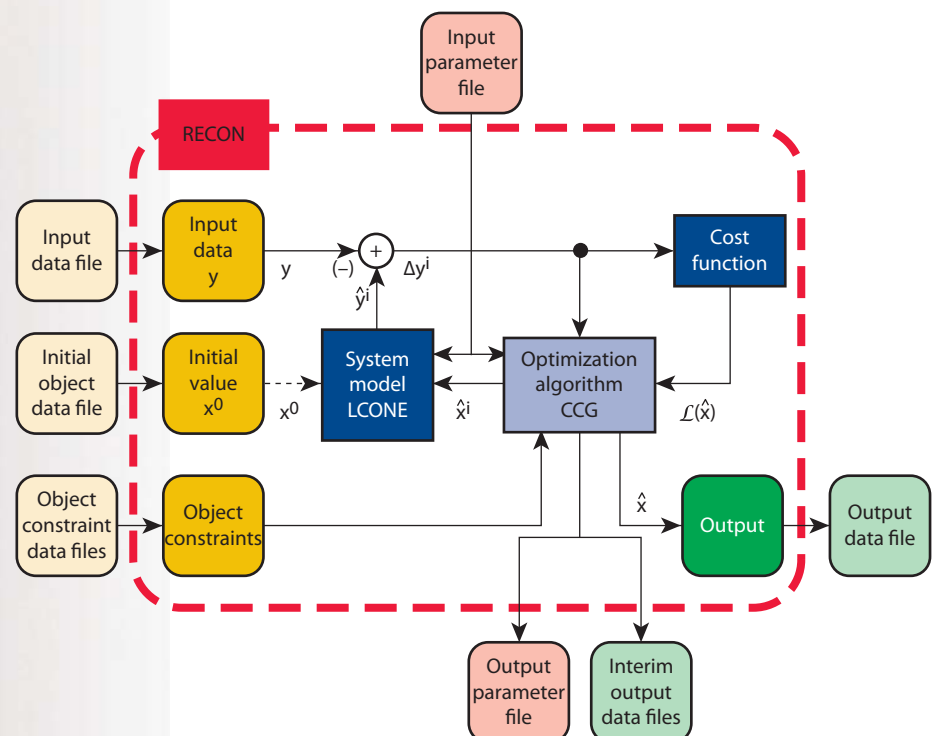 Input
parameter
file
RECON
Input
data file
Input
data
y
y
(–)
+
Δyⁱ
Cost
function
ŷⁱ
Initial
object
data file
Initial
value
x⁰
x⁰
System
model
LCONE
x̂ⁱ
Optimization
algorithm
CCG
ℒ(x̂)
Object
constraint
data files
Object
constraints
x̂
Output
Output
data file
Output
parameter
file
Interim
output
data files